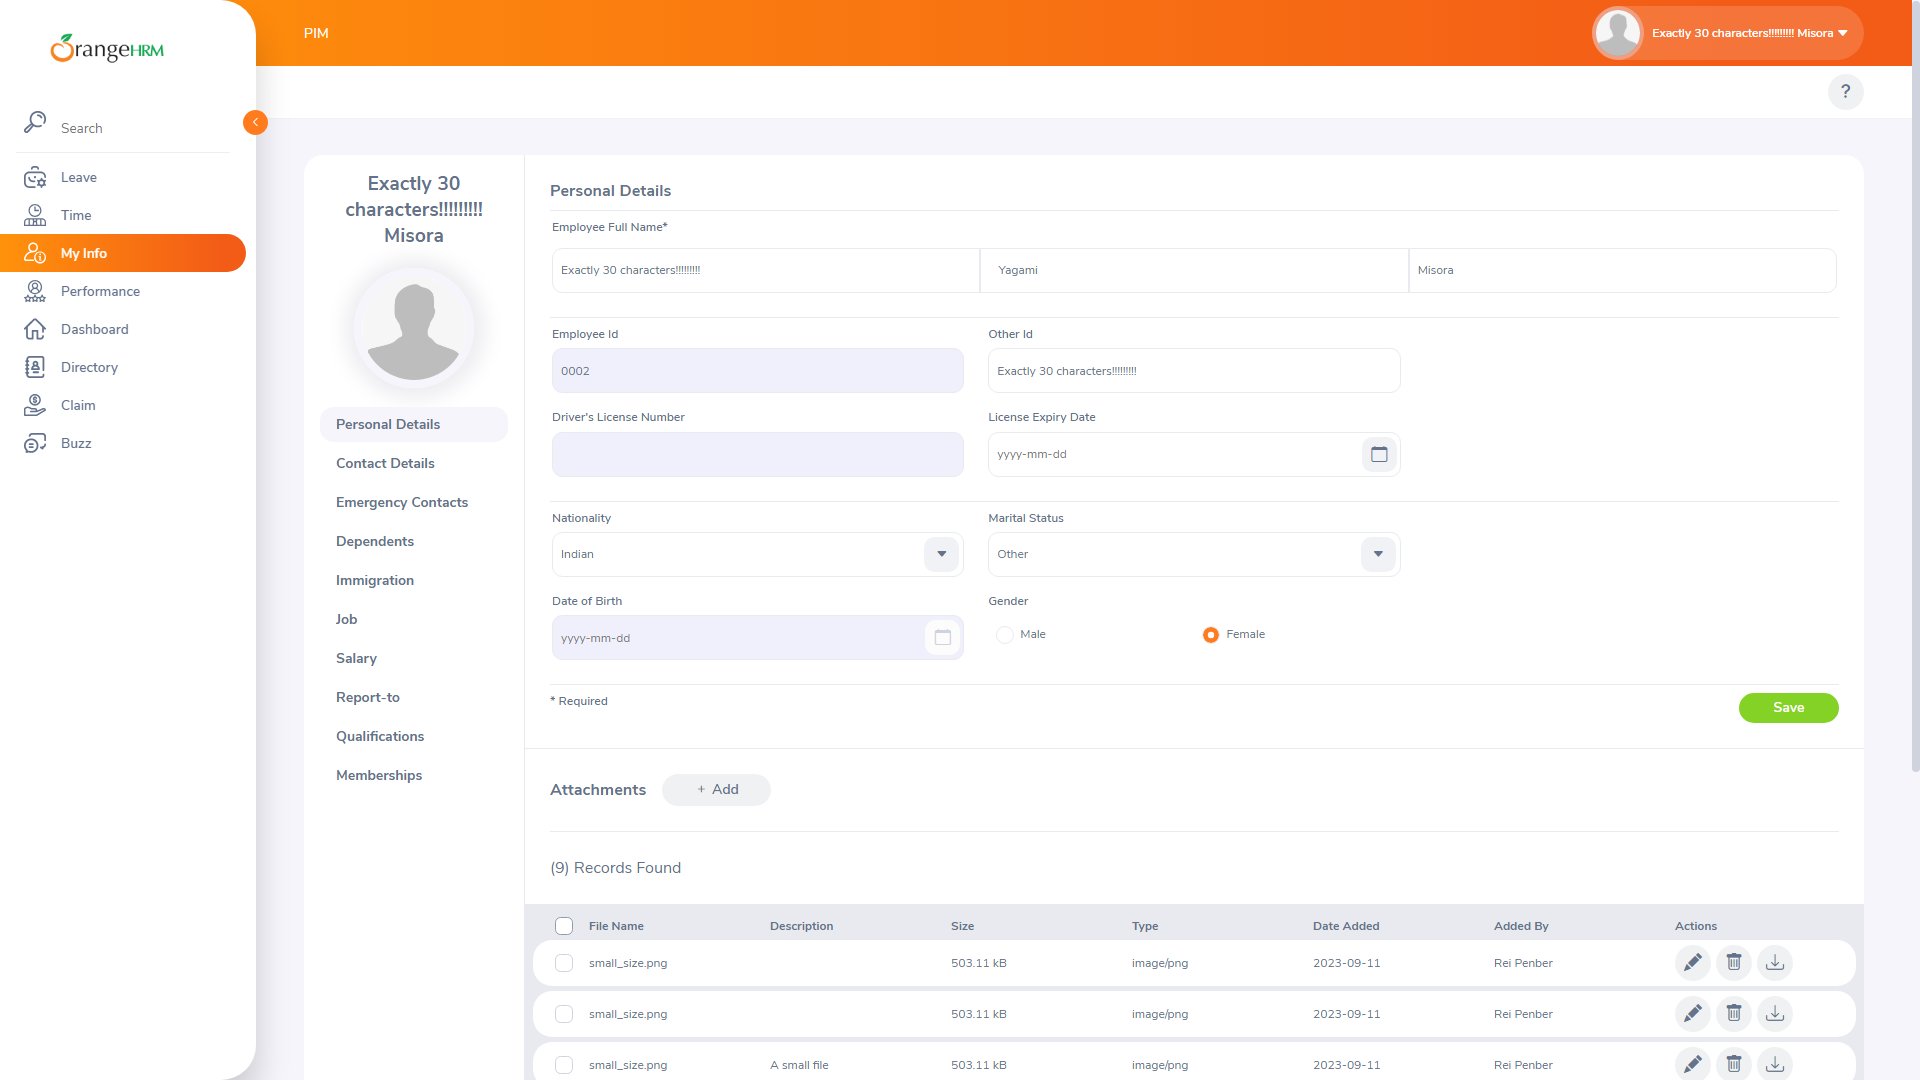 OrangeHRM
PIM
Exactly 30 characters!!!!!!!!! Misora
?
Search
Leave
Time
My Info
Performance
Dashboard
Directory
Claim
Buzz
Exactly 30
characters!!!!!!!!!
Misora
Personal Details
Contact Details
Emergency Contacts
Dependents
Immigration
Job
Salary
Report-to
Qualifications
Memberships
Personal Details
Employee Full Name*
Exactly 30 characters!!!!!!!!! Yagami Misora
Employee Id Other Id
0002 Exactly 30 characters!!!!!!!!!
Driver's License Number License Expiry Date
yyyy-mm-dd
Nationality Marital Status
Indian Other
Date of Birth Gender
yyyy-mm-dd Male Female
* Required Save
Attachments + Add
(9) Records Found
File Name Description Size Type Date Added Added By Actions
small_size.png 503.11 kB image/png 2023-09-11 Rei Penber
small_size.png 503.11 kB image/png 2023-09-11 Rei Penber
small_size.png A small file 503.11 kB image/png 2023-09-11 Rei Penber